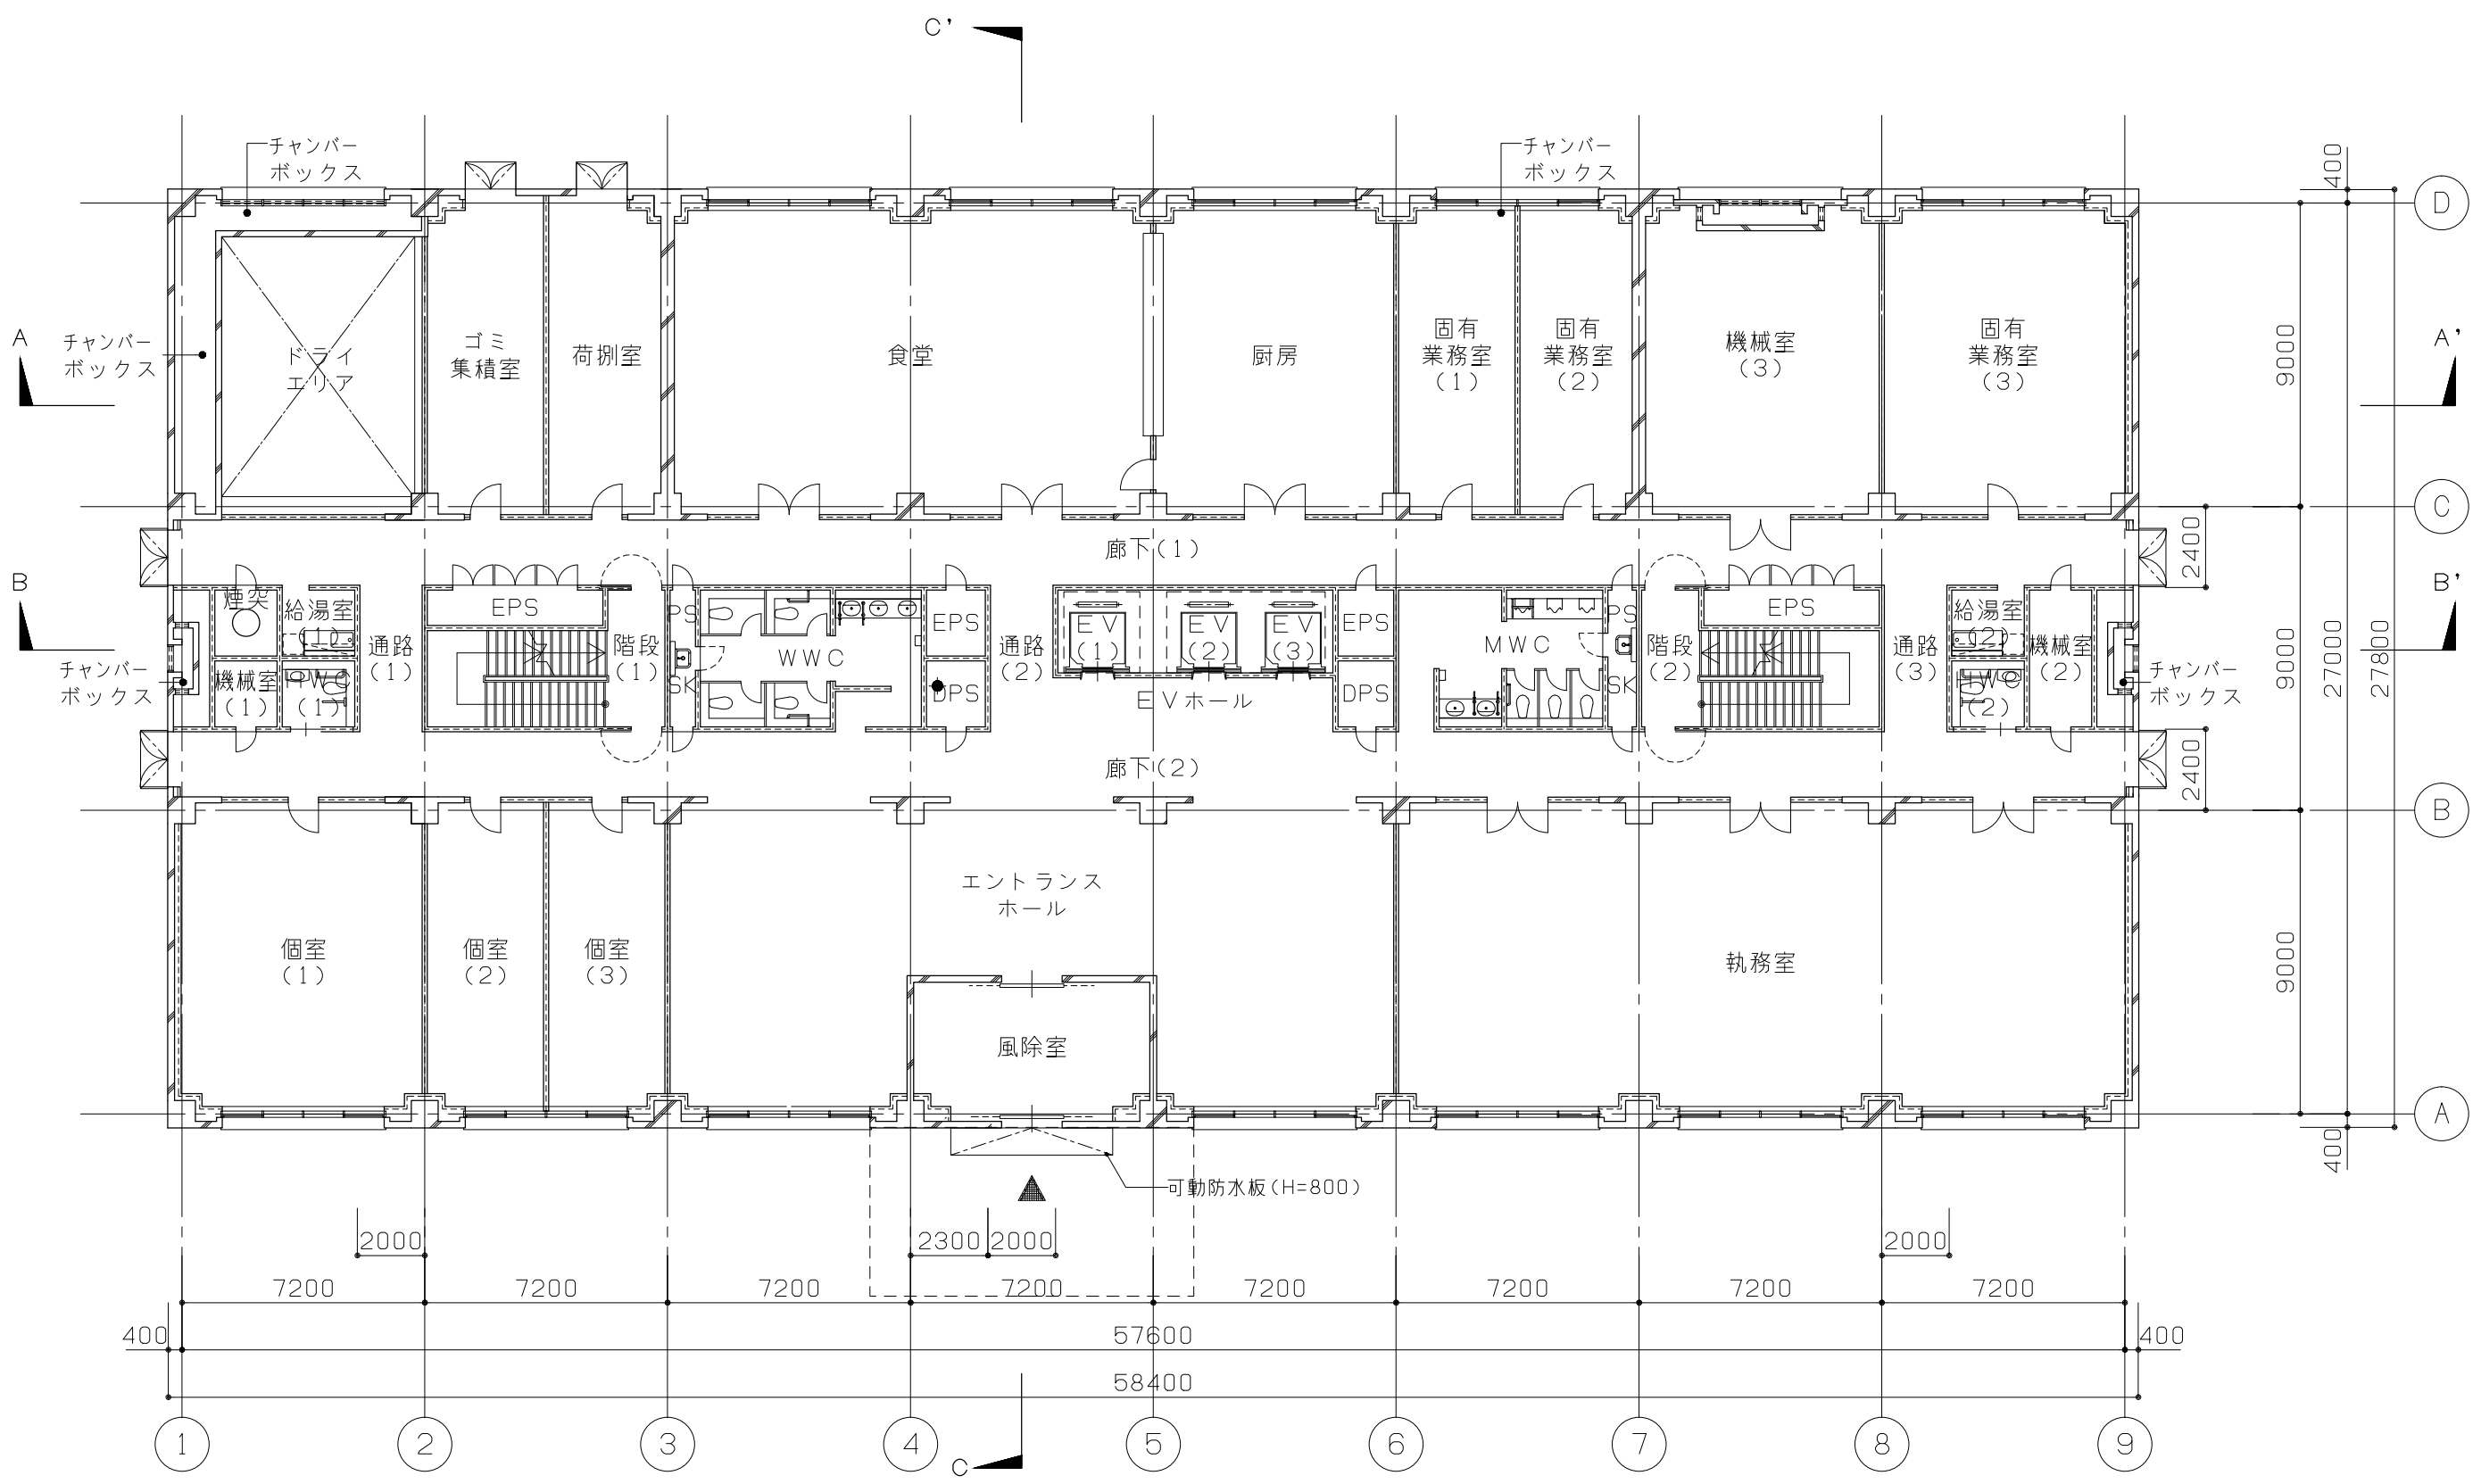 C'
チャンバー
ボックス
チャンバー
ボックス
400
D
A
チャンバー
ボックス
ドライ
エリア
ゴミ
集積室
荷捌室
食堂
厨房
固有
業務室
(1)
固有
業務室
(2)
機械室
(3)
固有
業務室
(3)
A'
9000
C
廊下(1)
2400
B
煙突
給湯室
(1)
通路
(1)
EPS
階段
(1)
PS
SK
WWC
EPS
DPS
通路
(2)
EV
(1)
EV
(2)
EV
(3)
EVホール
EPS
DPS
MWC
PS
SK
階段
(2)
EPS
通路
(3)
給湯室
(2)
機械室
(2)
HWC
(2)
B'
チャンバー
ボックス
機械室
(1)
HWC
(1)
チャンバー
ボックス
9000
27000
27800
廊下(2)
2400
B
エントランス
ホール
個室
(1)
個室
(2)
個室
(3)
執務室
9000
風除室
A
400
可動防水板(H=800)
2000
2300
2000
2000
7200
7200
7200
7200
7200
7200
7200
7200
400
57600
400
58400
1
2
3
4
5
6
7
8
9
C